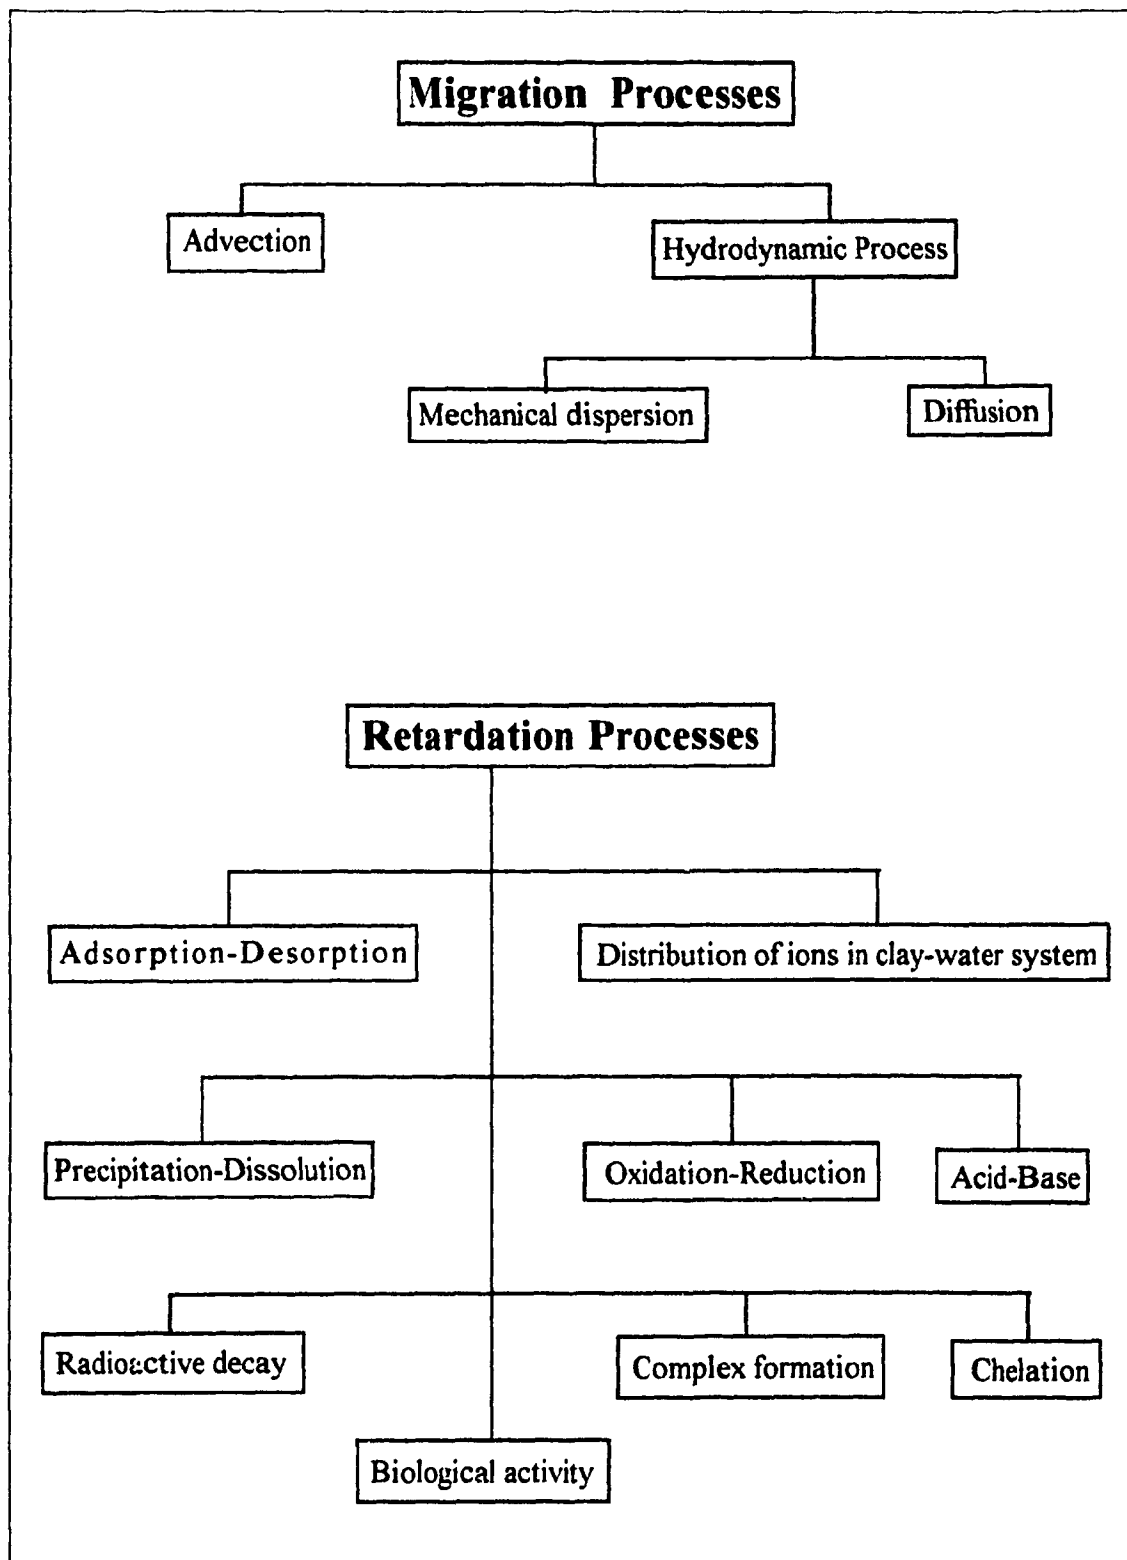 Migration Processes
Advection
Hydrodynamic Process
Mechanical dispersion
Diffusion
Retardation Processes
Adsorption-Desorption
Distribution of ions in clay-water system
Precipitation-Dissolution
Oxidation-Reduction
Acid-Base
Radioactive decay
Complex formation
Chelation
Biological activity